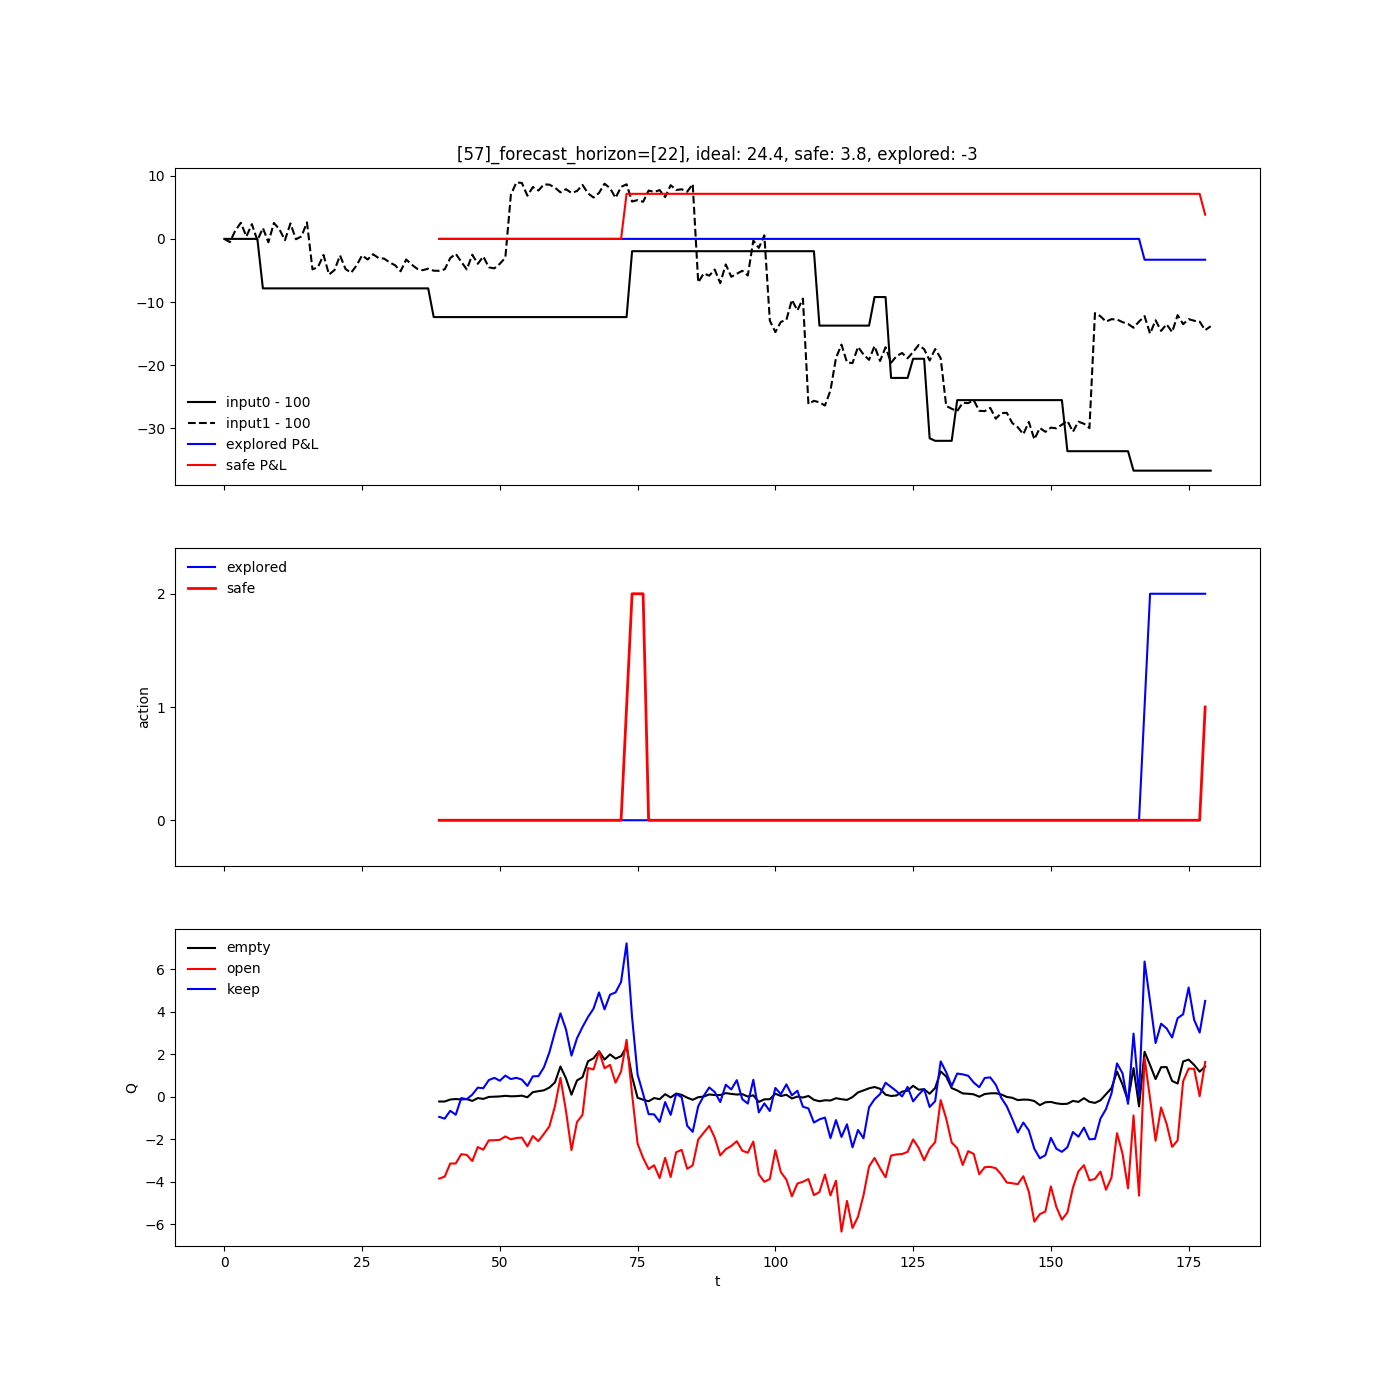 [57]_forecast_horizon=[22], ideal: 24.4, safe: 3.8, explored: -3
10
0
−10
−20
−30
input0 - 100
input1 - 100
explored P&L
safe P&L
explored
safe
2
1
0
action
empty
open
keep
6
4
2
0
−2
−4
−6
Q
0 25 50 75 100 125 150 175
t